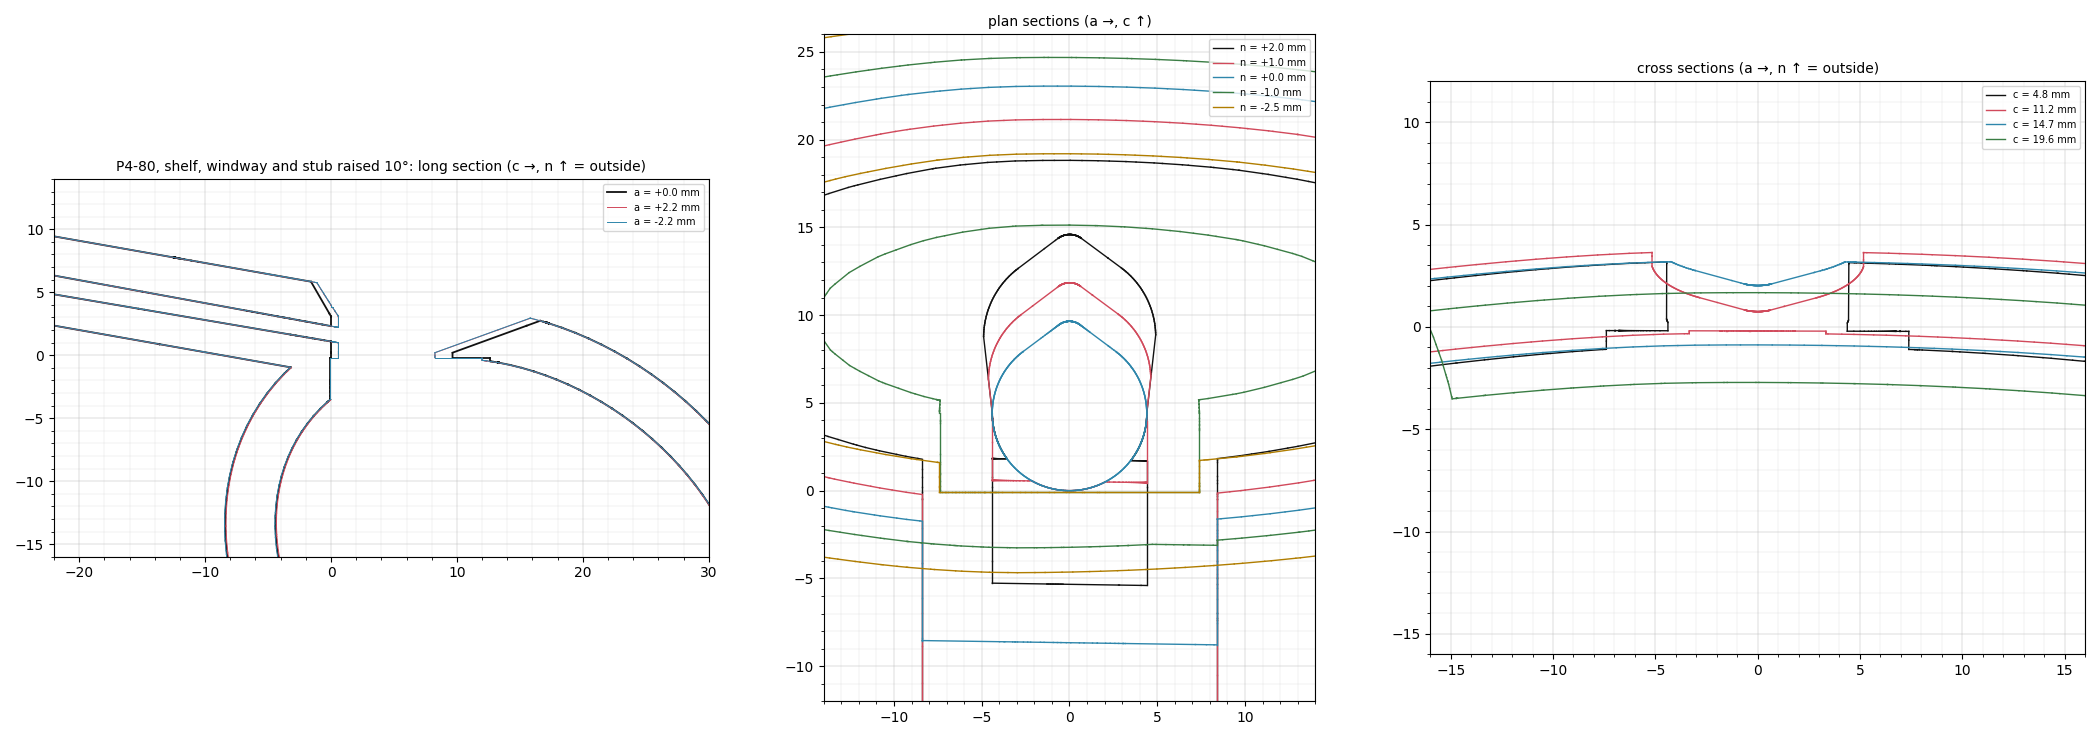 P4-80, shelf, windway and stub raised 10°: long section (c →, n ↑ = outside)
a = +0.0 mm
a = +2.2 mm
a = -2.2 mm
10
5
0
−5
−10
−15
−20
−10
0
10
20
30
plan sections (a →, c ↑)
n = +2.0 mm
n = +1.0 mm
n = +0.0 mm
n = -1.0 mm
n = -2.5 mm
25
20
15
10
5
0
−5
−10
−10
−5
0
5
10
cross sections (a →, n ↑ = outside)
c = 4.8 mm
c = 11.2 mm
c = 14.7 mm
c = 19.6 mm
10
5
0
−5
−10
−15
−15
−10
−5
0
5
10
15